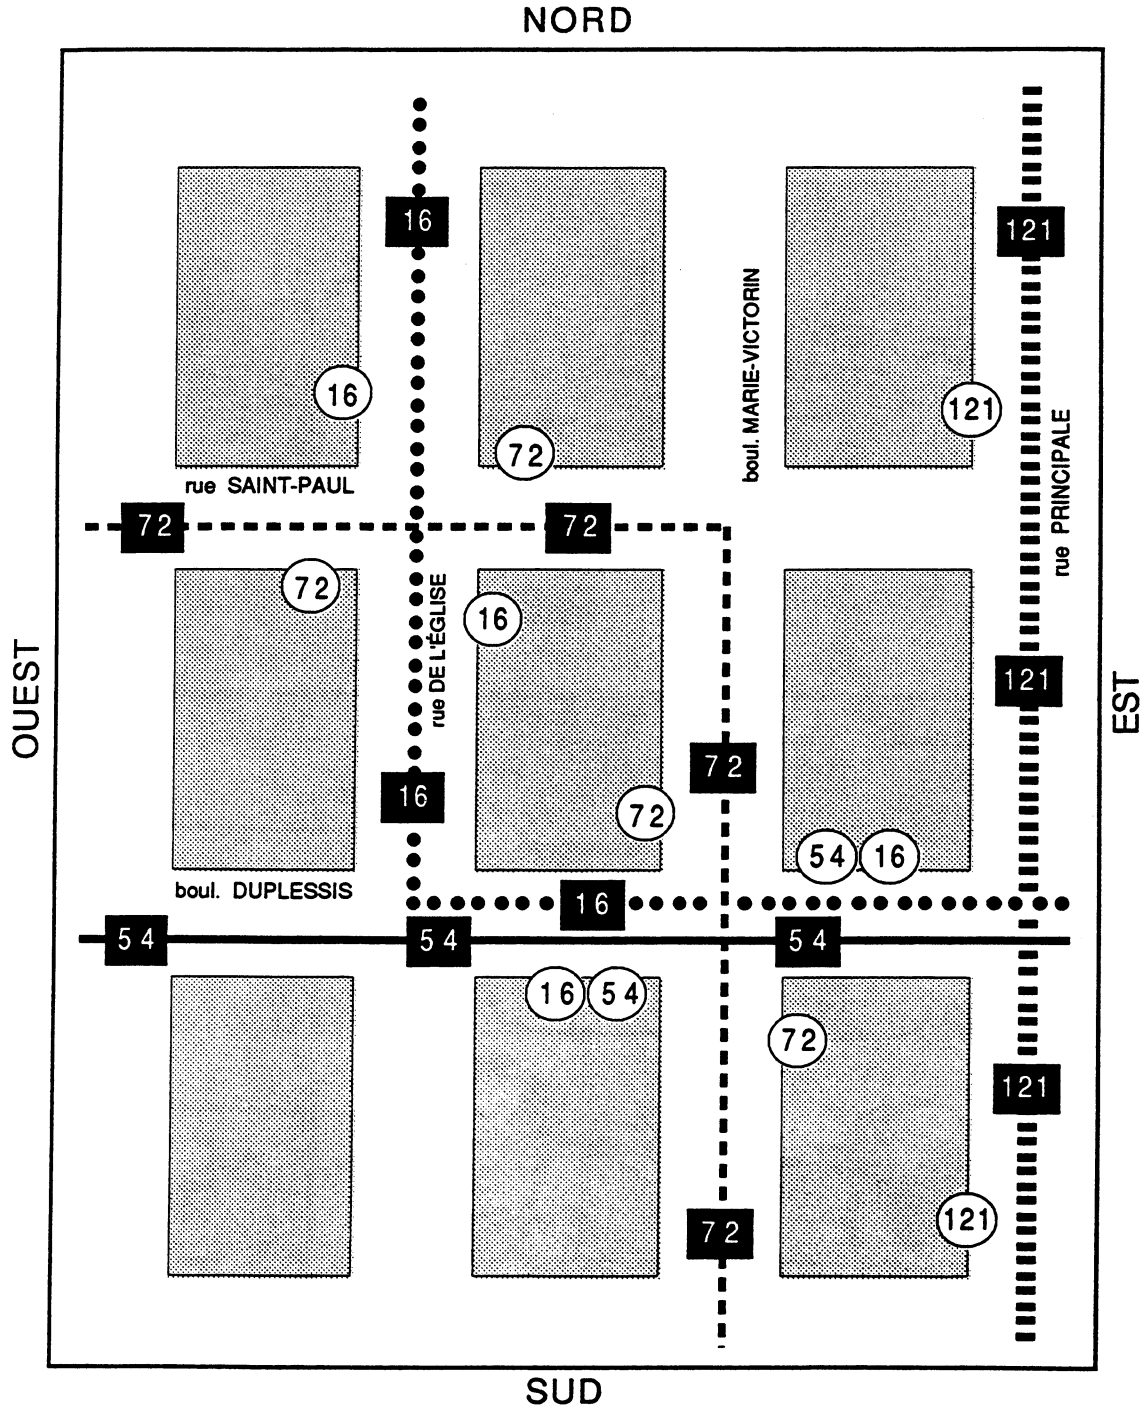 NORD
16
121
boul. MARIE-VICTORIN
16
121
72
rue PRINCIPALE
rue SAINT-PAUL
72
72
72
rue DE L'ÉGLISE
16
OUEST
EST
121
72
16
72
54
16
boul. DUPLESSIS
16
54
54
54
16
54
72
121
121
72
SUD